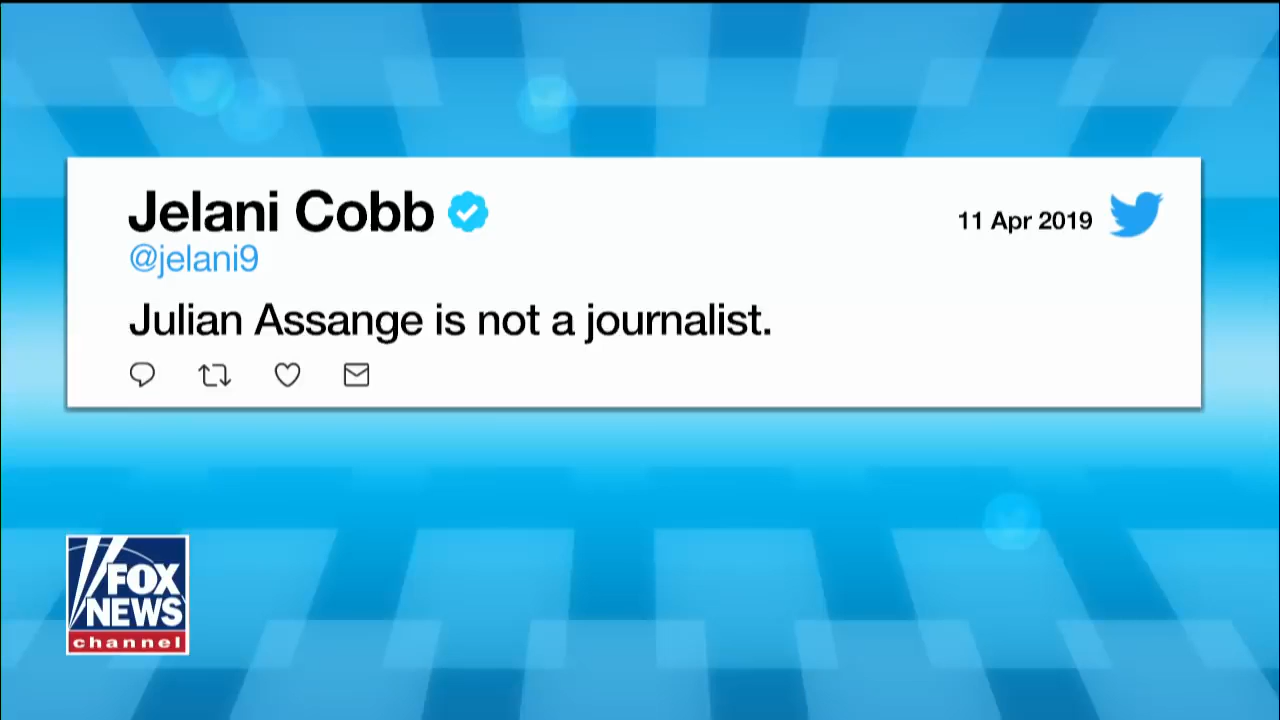 Jelani Cobb
11 Apr 2019
@jelani9
Julian Assange is not a journalist.
FOX
NEWS
channel